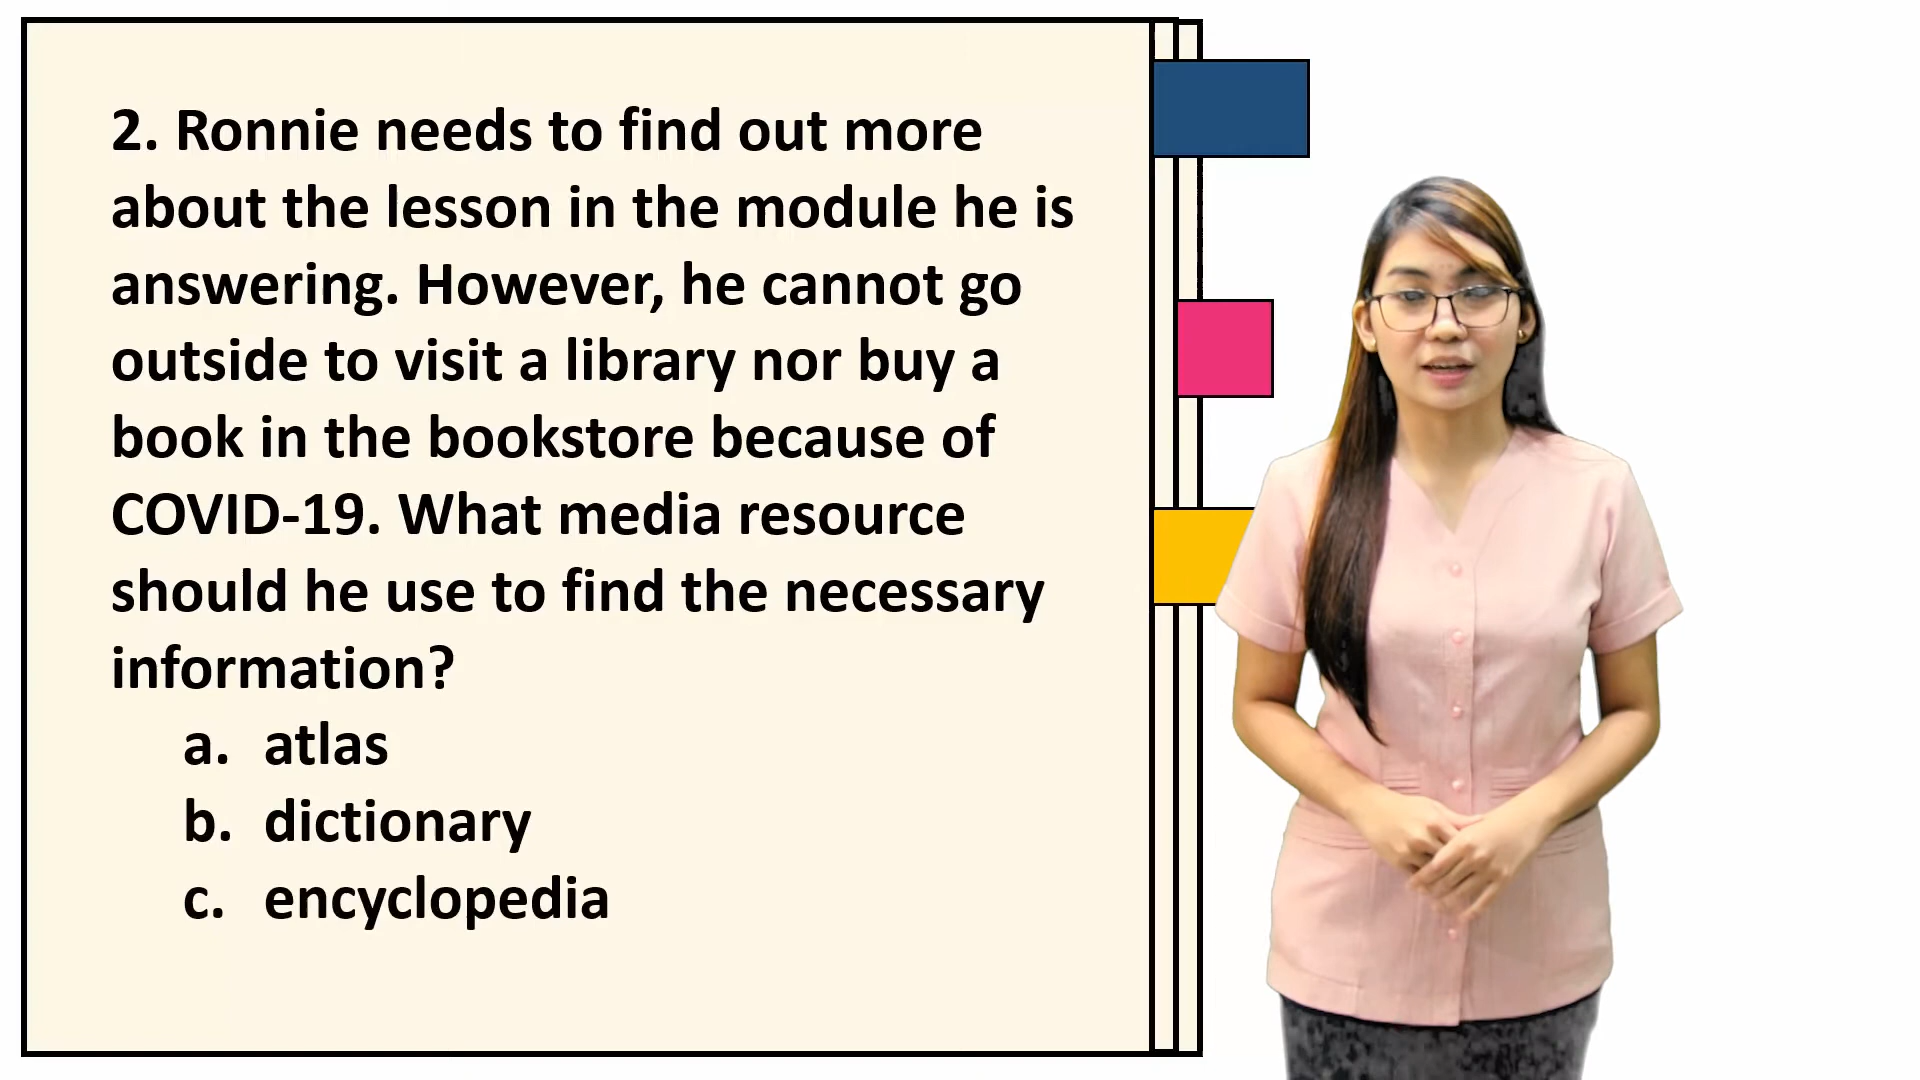 2. Ronnie needs to find out more
about the lesson in the module he is
answering. However, he cannot go
outside to visit a library nor buy a
book in the bookstore because of
COVID-19. What media resource
should he use to find the necessary
information?
a. atlas
b. dictionary
c. encyclopedia